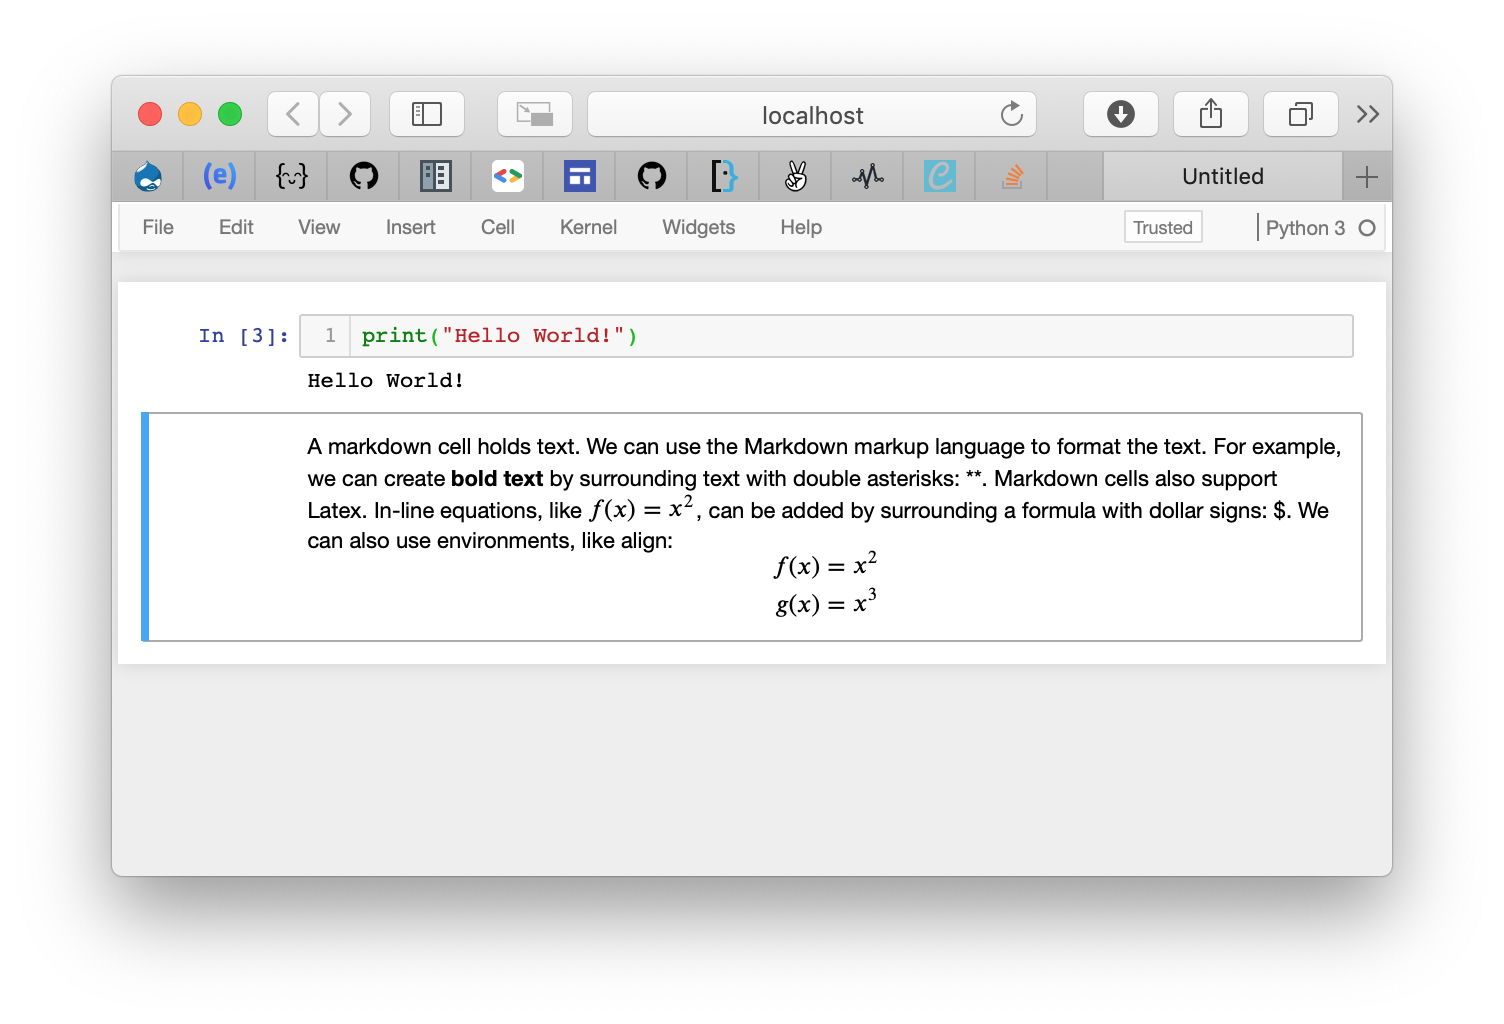 localhost
(e) {~} Untitled
File Edit View Insert Cell Kernel Widgets Help Trusted Python 3
In [3]: 1 print("Hello World!")
Hello World!
A markdown cell holds text. We can use the Markdown markup language to format the text. For example,
we can create bold text by surrounding text with double asterisks: **. Markdown cells also support
Latex. In-line equations, like f(x) = x², can be added by surrounding a formula with dollar signs: $. We
can also use environments, like align:
f(x) = x²
g(x) = x³